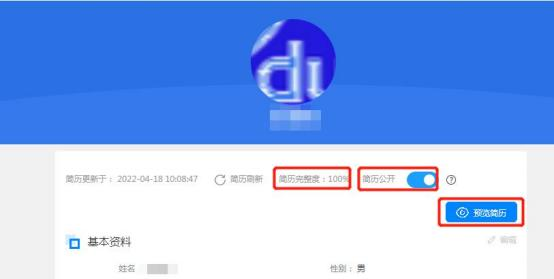 di
简历更新于： 2022-04-18 10:08:47 简历刷新 简历完整度：100% 简历公开
预览简历
基本资料 编辑
姓名 性别：男